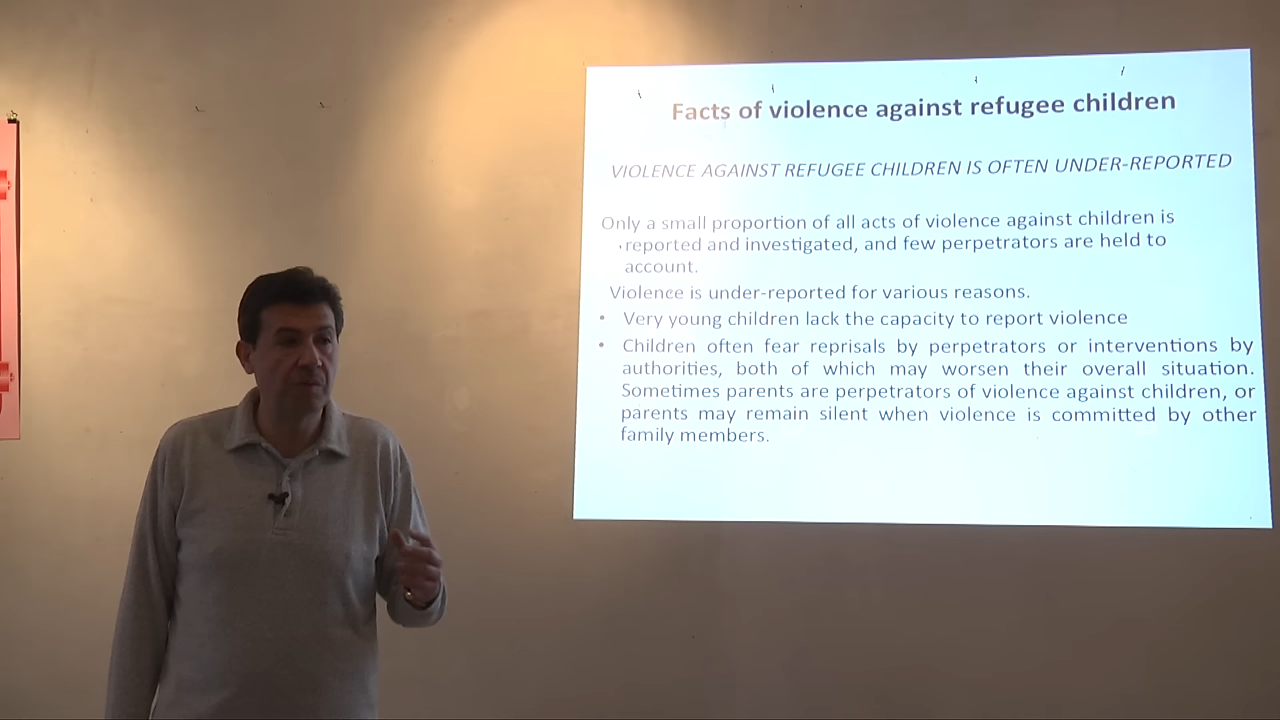 Facts of violence against refugee children
VIOLENCE AGAINST REFUGEE CHILDREN IS OFTEN UNDER-REPORTED
Only a small proportion of all acts of violence against children is
reported and investigated, and few perpetrators are held to
account.
Violence is under-reported for various reasons.
• Very young children lack the capacity to report violence
• Children often fear reprisals by perpetrators or interventions by
authorities, both of which may worsen their overall situation.
Sometimes parents are perpetrators of violence against children, or
parents may remain silent when violence is committed by other
family members.